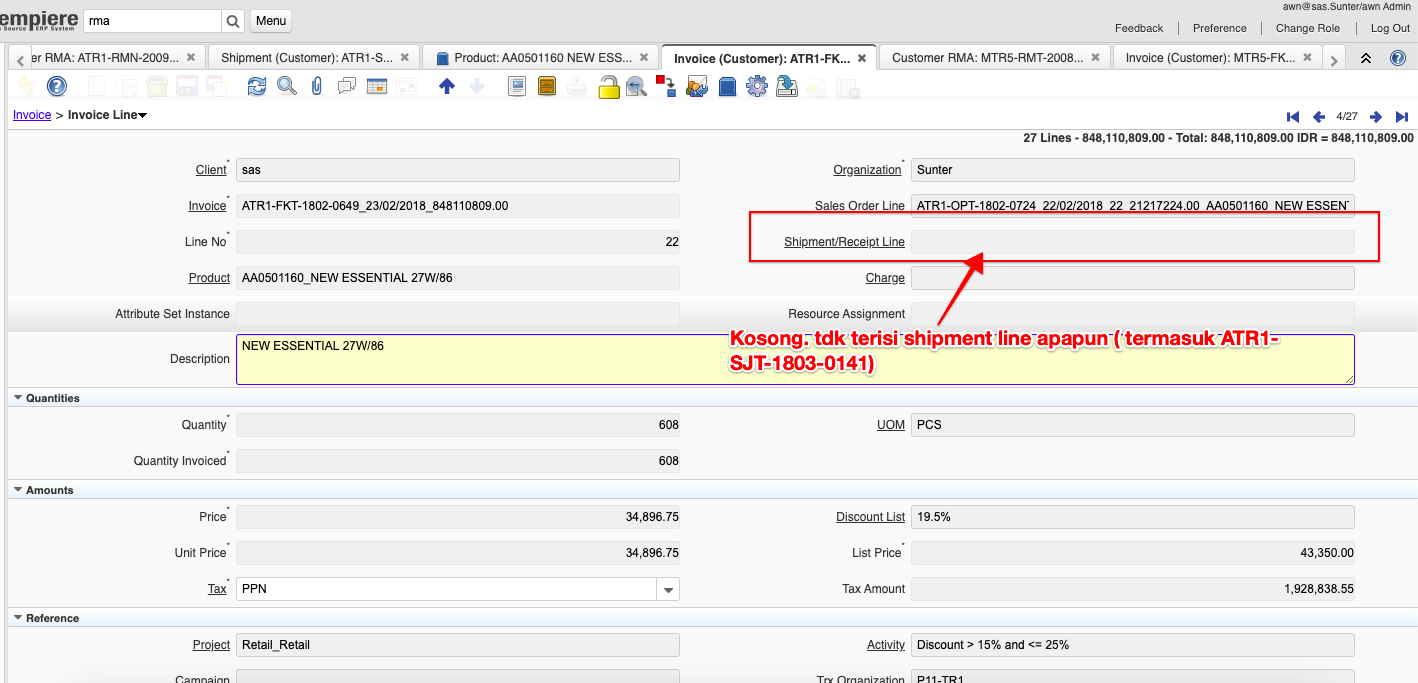 awn@sas.Sunter/awn Admin
empiere
Source ERP System
rma
Menu
Feedback
Preference
Change Role
Log Out
er RMA: ATR1-RMN-2009...
Shipment (Customer): ATR1-S...
Product: AA0501160 NEW ESS...
Invoice (Customer): ATR1-FK...
Customer RMA: MTR5-RMT-2008...
Invoice (Customer): MTR5-FK...
Invoice > Invoice Line
4/27
27 Lines - 848,110,809.00 - Total: 848,110,809.00 IDR = 848,110,809.00
Client* sas
Organization* Sunter
Invoice* ATR1-FKT-1802-0649_23/02/2018_848110809.00
Sales Order Line ATR1-OPT-1802-0724_22/02/2018_22_21217224.00_AA0501160_NEW ESSENT
Line No* 22
Shipment/Receipt Line
Product AA0501160_NEW ESSENTIAL 27W/86
Charge
Attribute Set Instance
Resource Assignment
Description NEW ESSENTIAL 27W/86
Kosong. tdk terisi shipment line apapun ( termasuk ATR1-
SJT-1803-0141)
Quantities
Quantity* 608
UOM PCS
Quantity Invoiced* 608
Amounts
Price* 34,896.75
Discount List 19.5%
Unit Price* 34,896.75
List Price* 43,350.00
Tax* PPN
Tax Amount 1,928,838.55
Reference
Project Retail_Retail
Activity Discount > 15% and <= 25%
Campaign
Trx Organization P11-TR1